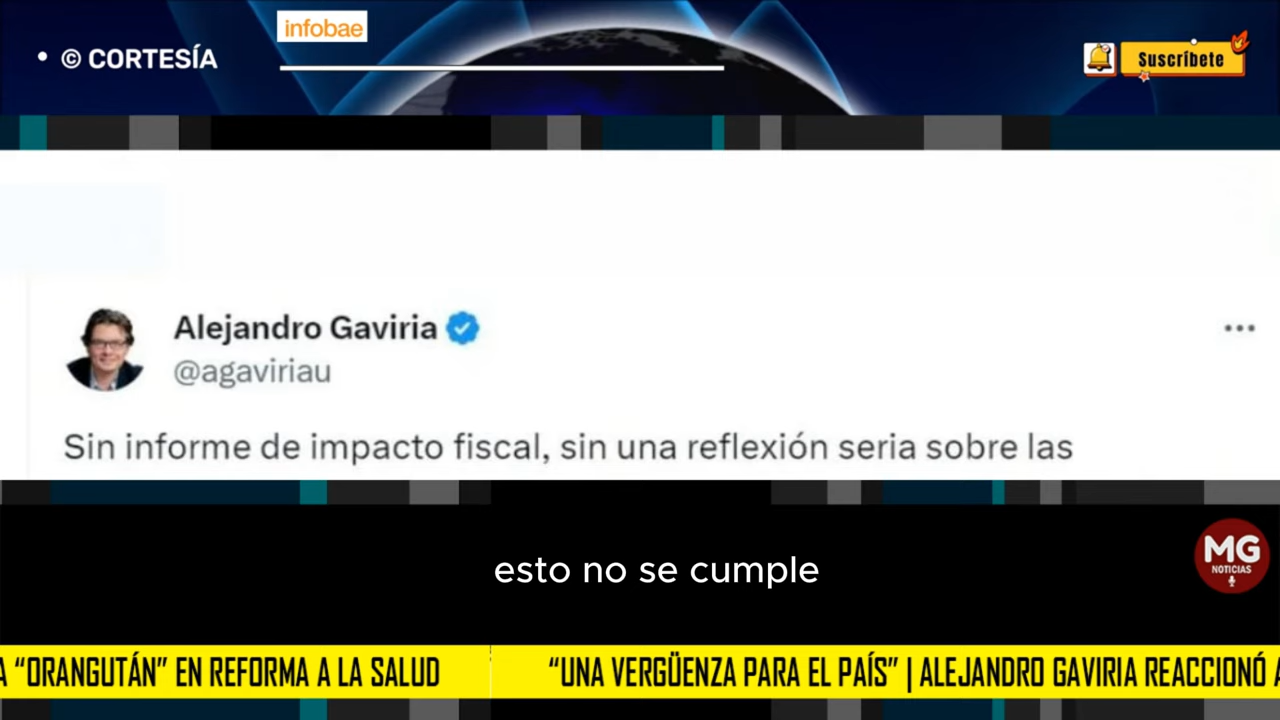 infobae
• © CORTESÍA
Suscríbete
Alejandro Gaviria
@agaviriau
Sin informe de impacto fiscal, sin una reflexión seria sobre las
esto no se cumple
MG
NOTICIAS
A “ORANGUTÁN” EN REFORMA A LA SALUD
“UNA VERGÜENZA PARA EL PAÍS” | ALEJANDRO GAVIRIA REACCIONÓ A